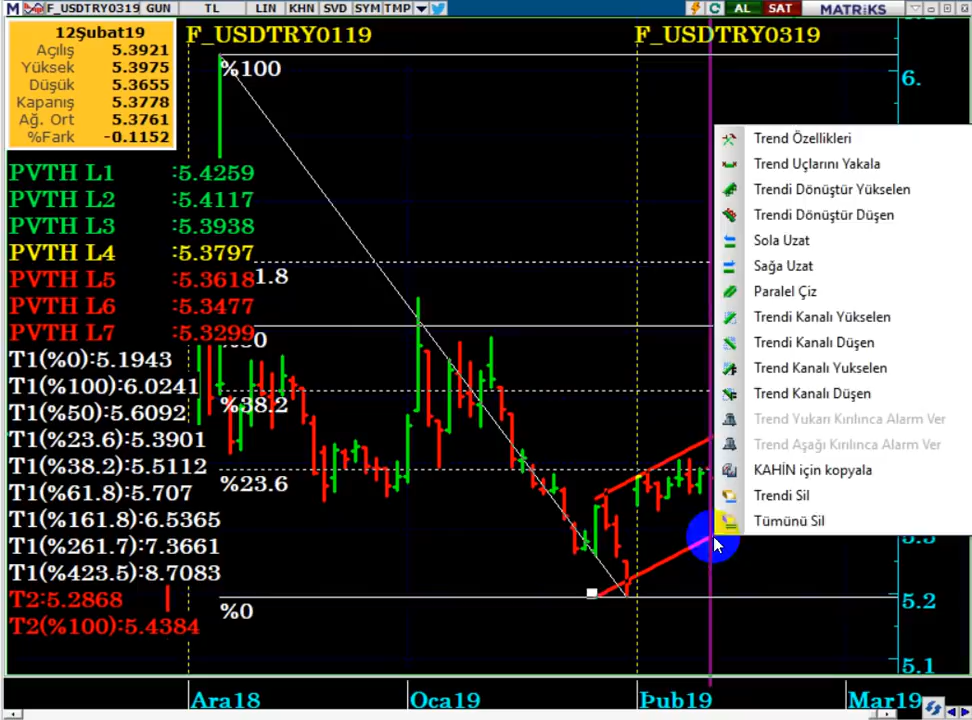 M F_USDTRY0319 GUN TL LIN KHN SVD SYM TMP AL SAT MATRiKS
12Şubat19
Açılış 5.3921
Yüksek 5.3975
Düşük 5.3655
Kapanış 5.3778
Ağ. Ort 5.3761
%Fark -0.1152
F_USDTRY0119
F_USDTRY0319
%100
6.
PVTH L1 :5.4259
PVTH L2 :5.4117
PVTH L3 :5.3938
PVTH L4 :5.3797
PVTH L5 :5.3618
1.8
PVTH L6 :5.3477
PVTH L7 :5.3299
T1(%0):5.1943
T1(%100):6.0241
T1(%50):5.6092
T1(%23.6):5.3901
T1(%38.2):5.5112
T1(%61.8):5.707
T1(%161.8):6.5365
T1(%261.7):7.3661
T1(%423.5):8.7083
T2:5.2868
T2(%100):5.4384
%38.2
%23.6
%0
Trend Özellikleri
Trend Uçlarını Yakala
Trendi Dönüştür Yükselen
Trendi Dönüştür Düşen
Sola Uzat
Sağa Uzat
Paralel Çiz
Trendi Kanalı Yükselen
Trendi Kanalı Düşen
Trend Kanalı Yukselen
Trend Kanalı Düşen
Trend Yukarı Kırılınca Alarm Ver
Trend Aşağı Kırılınca Alarm Ver
KAHİN için kopyala
Trendi Sil
Tümünü Sil
5.2
5.1
Ara18 Oca19 Pub19 Mar19